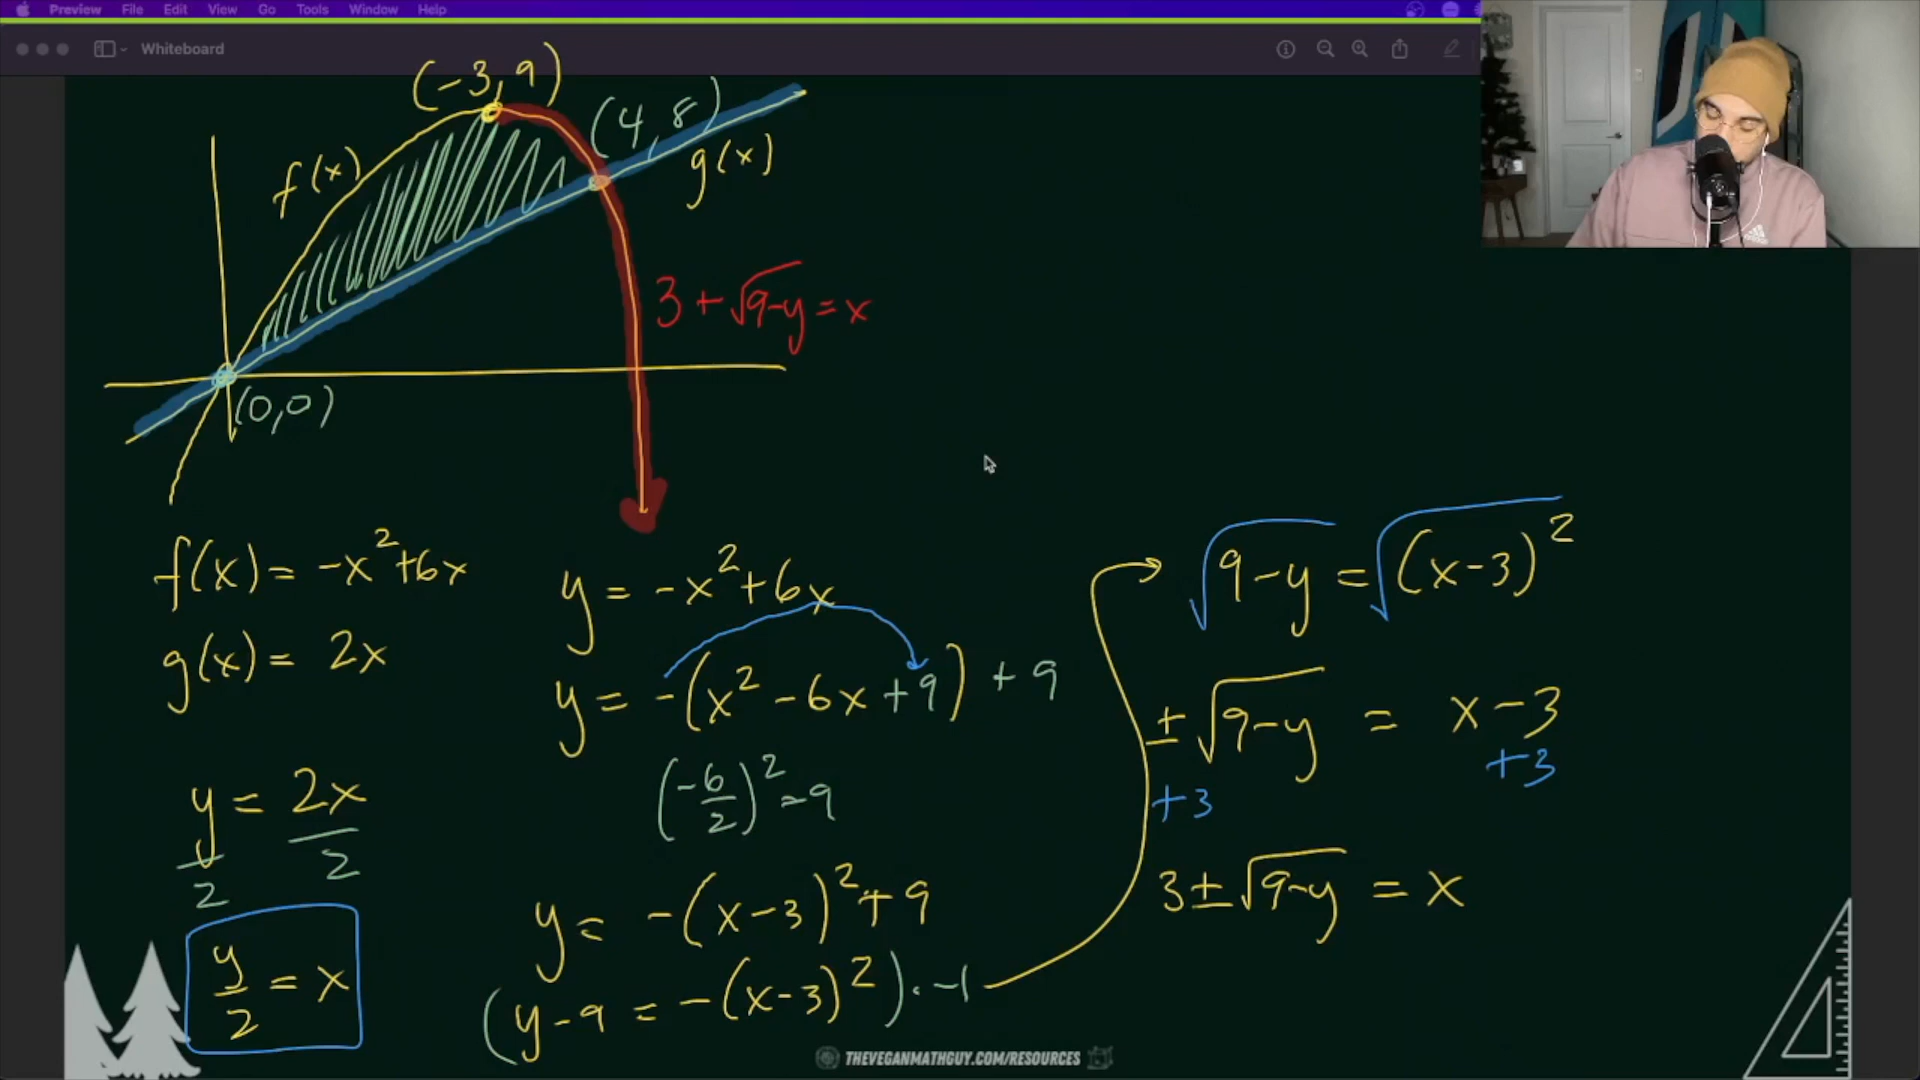 Preview File Edit View Go Tools Window Help
Whiteboard
(-3, 9)
(4, 8)
f(x)
g(x)
3 + √9-y = x
(0,0)
f(x) = -x²+6x
g(x) = 2x
y = 2x
2 2
y/2 = x
y = -x²+6x
y = -(x² - 6x +9) + 9
(-6/2)² = 9
y = -(x-3)² + 9
(y-9 = -(x-3)²) · -1
√9-y = √(x-3)²
± √9-y = x-3
+3 +3
3 ± √9-y = x
THEVEGANMATHGUY.COM/RESOURCES